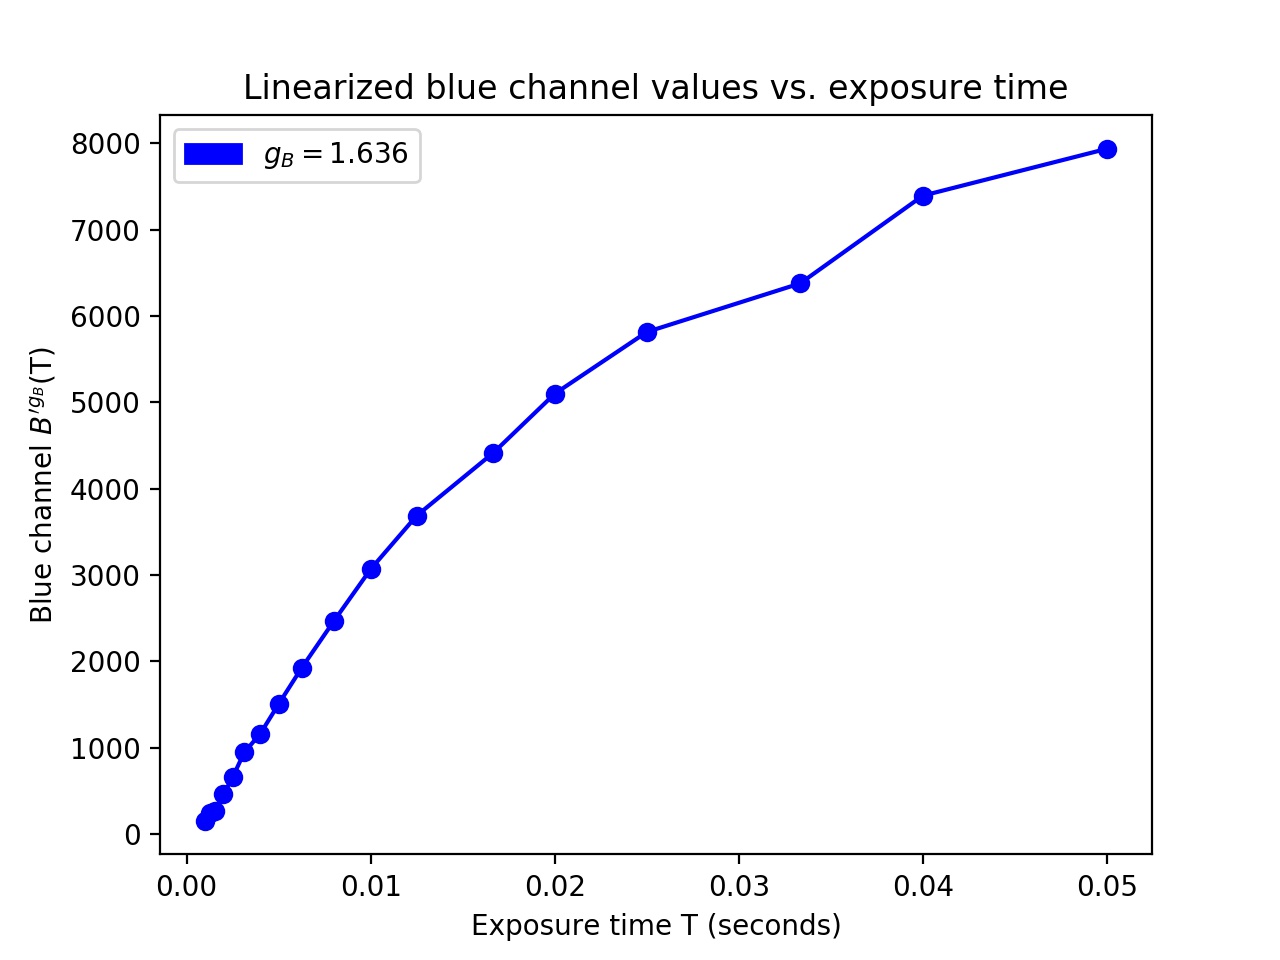 Linearized blue channel values vs. exposure time
g_B = 1.636
8000
7000
6000
5000
4000
3000
2000
1000
0
Blue channel B'^{g_B}(T)
0.00 0.01 0.02 0.03 0.04 0.05
Exposure time T (seconds)